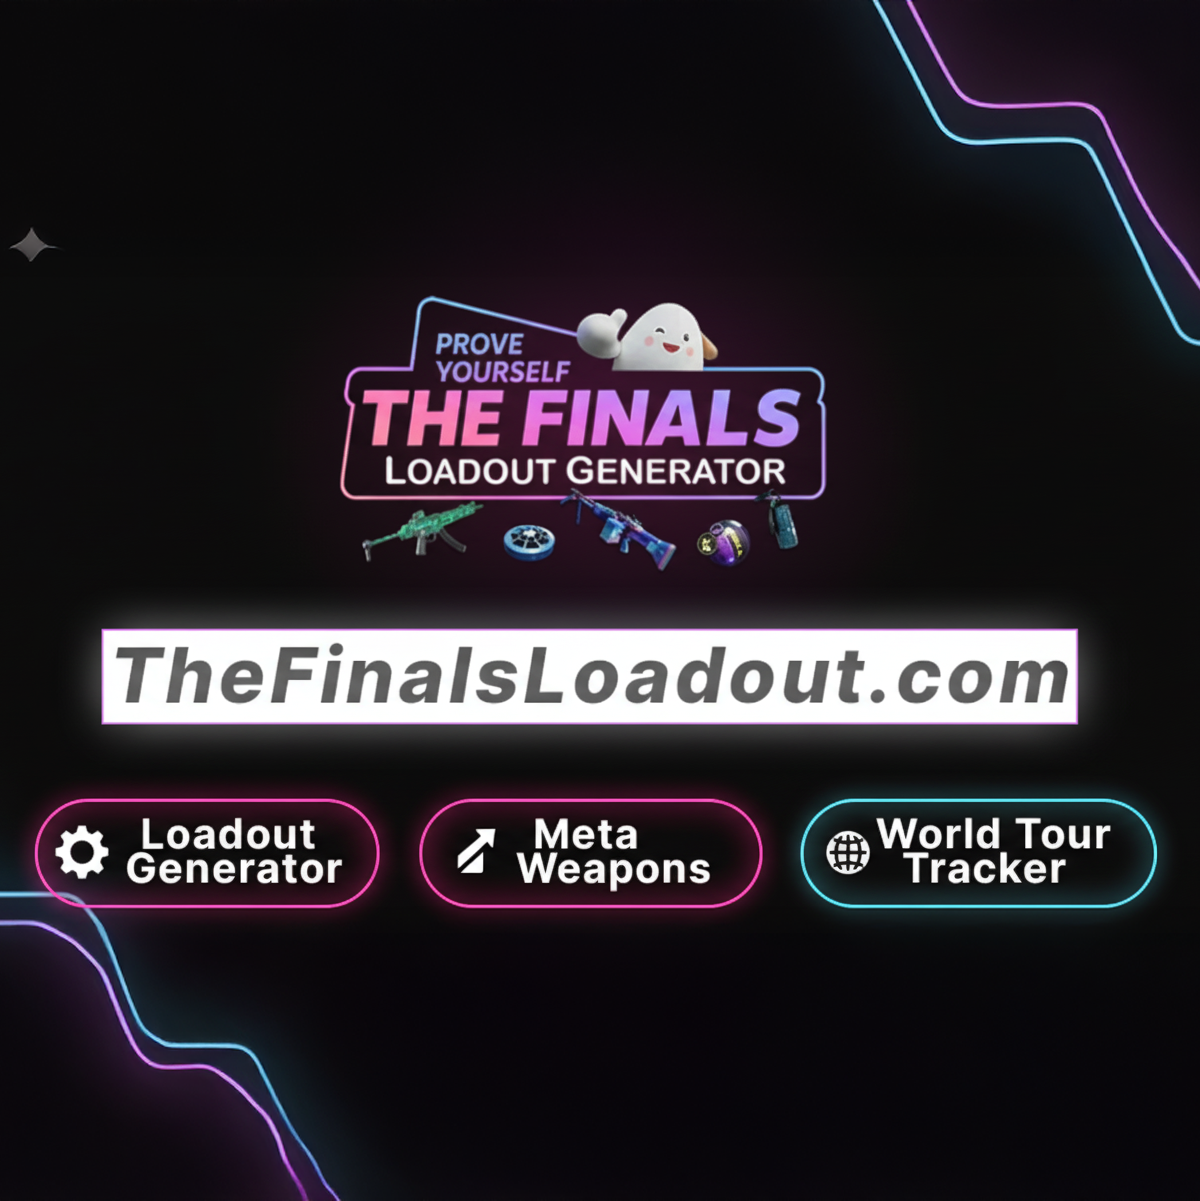 PROVE
YOURSELF
THE FINALS
LOADOUT GENERATOR
TheFinalsLoadout.com
Loadout
Generator
Meta
Weapons
World Tour
Tracker